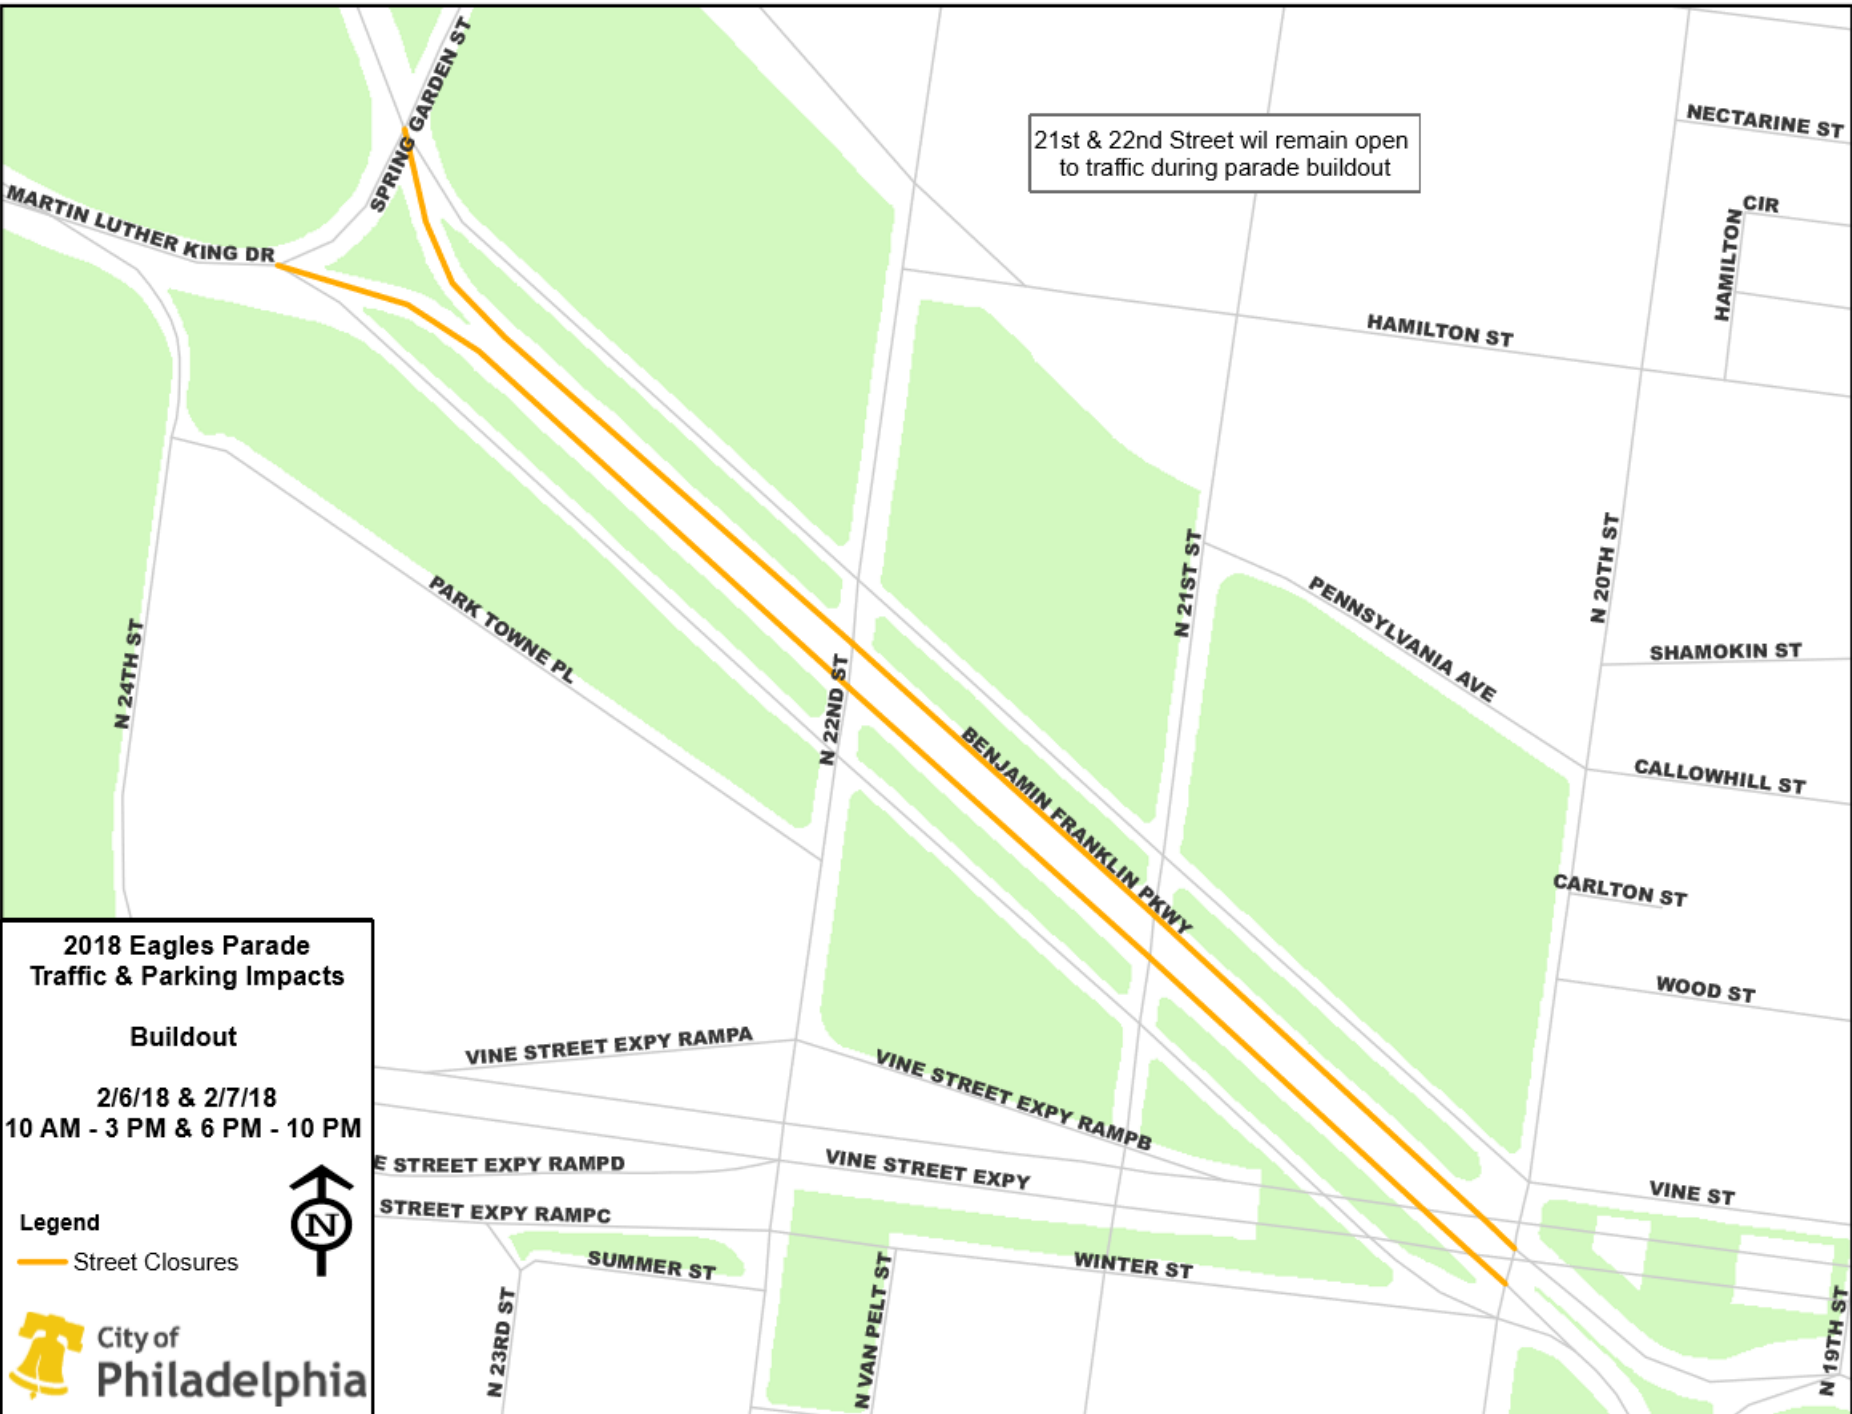 SPRING GARDEN ST
21st & 22nd Street wil remain open
to traffic during parade buildout
NECTARINE ST
MARTIN LUTHER KING DR
CIR
HAMILTON
HAMILTON ST
N 21ST ST
N 20TH ST
PENNSYLVANIA AVE
PARK TOWNE PL
N 24TH ST
SHAMOKIN ST
N 22ND ST
BENJAMIN FRANKLIN PKWY
CALLOWHILL ST
CARLTON ST
WOOD ST
VINE STREET EXPY RAMPA
VINE STREET EXPY RAMPB
E STREET EXPY RAMPD
VINE STREET EXPY
VINE ST
STREET EXPY RAMPC
SUMMER ST
WINTER ST
N 23RD ST
N VAN PELT ST
N 19TH ST
2018 Eagles Parade
Traffic & Parking Impacts
Buildout
2/6/18 & 2/7/18
10 AM - 3 PM & 6 PM - 10 PM
N
Legend
Street Closures
City of
Philadelphia